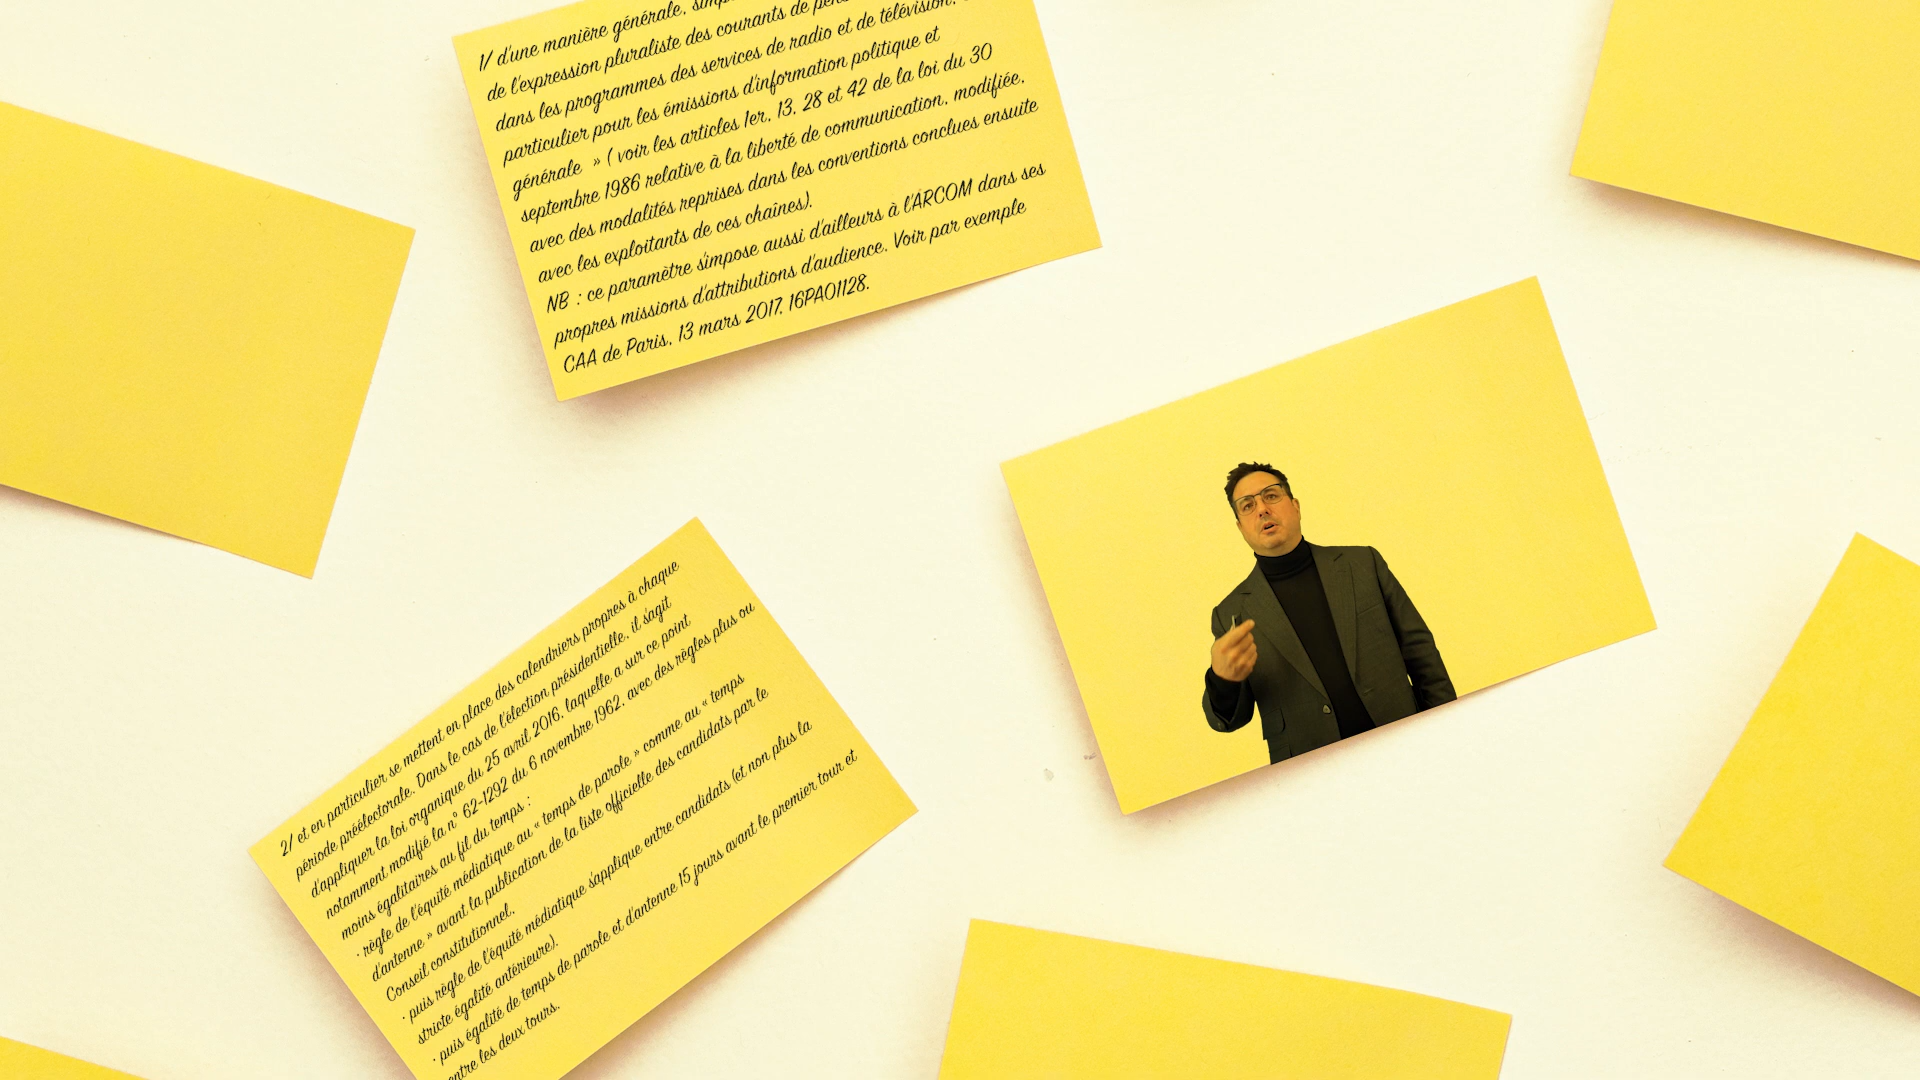 1/ d'une manière générale, simp
de l'expression pluraliste des courants de pens
dans les programmes des services de radio et de télévision,
particulier pour les émissions d'information politique et
générale » ( voir les articles 1er, 13, 28 et 42 de la loi du 30
septembre 1986 relative à la liberté de communication, modifiée,
avec des modalités reprises dans les conventions conclues ensuite
avec les exploitants de ces chaînes).
NB : ce paramètre s'impose aussi d'ailleurs à l'ARCOM dans ses
propres missions d'attributions d'audience. Voir par exemple
CAA de Paris, 13 mars 2017, 16PA01128.
2/ et en particulier se mettent en place des calendriers propres à chaque
période préélectorale. Dans le cas de l'élection présidentielle, il s'agit
d'appliquer la loi organique du 25 avril 2016, laquelle a sur ce point
notamment modifié la n° 62-1292 du 6 novembre 1962, avec des règles plus ou
moins égalitaires au fil du temps :
· règle de l'équité médiatique au « temps de parole » comme au « temps
d'antenne » avant la publication de la liste officielle des candidats par le
Conseil constitutionnel,
· puis règle de l'équité médiatique s'applique entre candidats (et non plus la
stricte égalité antérieure).
· puis égalité de temps de parole et d'antenne 15 jours avant le premier tour et
entre les deux tours.